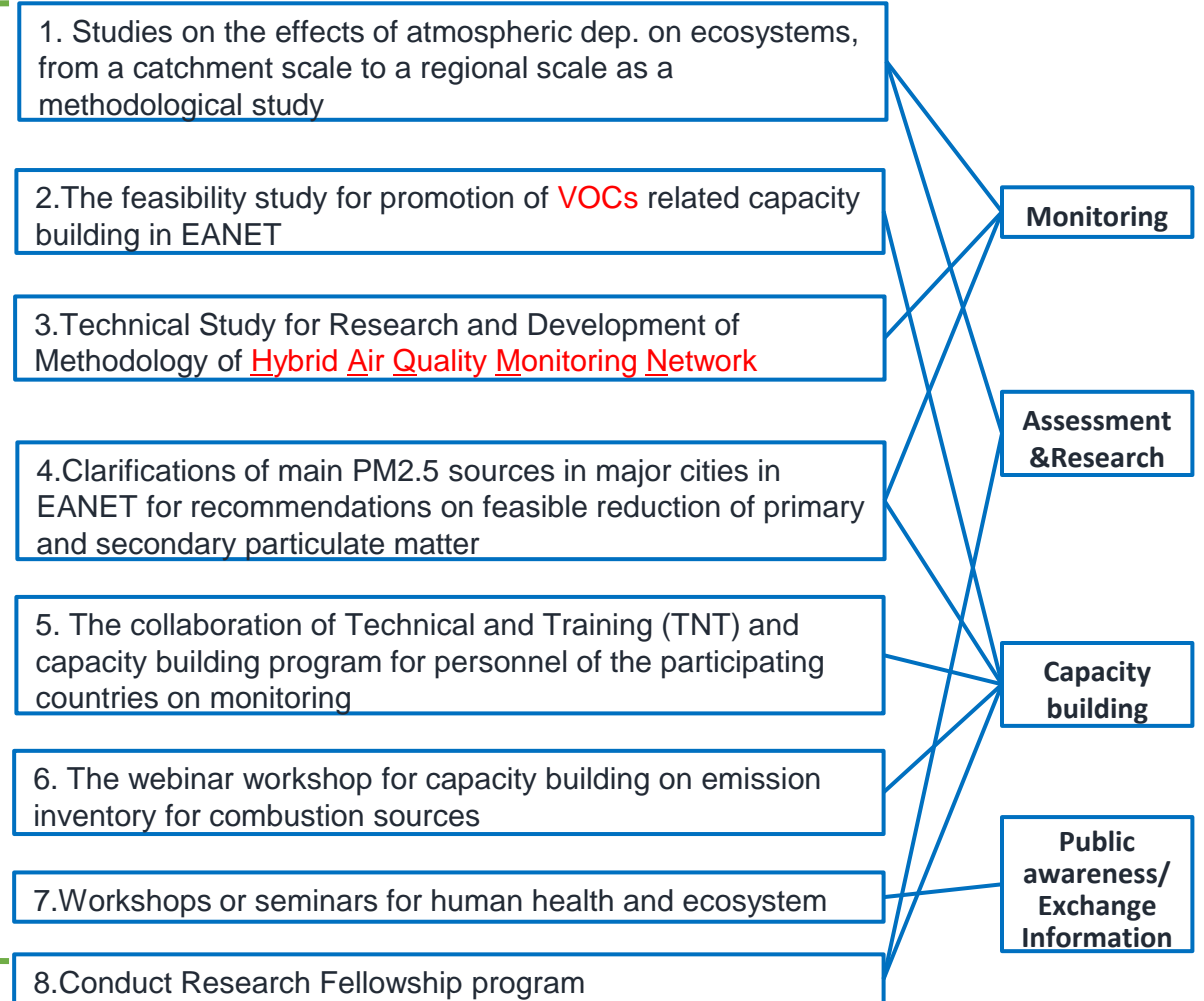 1. Studies on the effects of atmospheric dep. on ecosystems,
from a catchment scale to a regional scale as a
methodological study
2.The feasibility study for promotion of VOCs related capacity
building in EANET
3.Technical Study for Research and Development of
Methodology of Hybrid Air Quality Monitoring Network
4.Clarifications of main PM2.5 sources in major cities in
EANET for recommendations on feasible reduction of primary
and secondary particulate matter
5. The collaboration of Technical and Training (TNT) and
capacity building program for personnel of the participating
countries on monitoring
6. The webinar workshop for capacity building on emission
inventory for combustion sources
7.Workshops or seminars for human health and ecosystem
8.Conduct Research Fellowship program
Monitoring
Assessment
&Research
Capacity
building
Public
awareness/
Exchange
Information